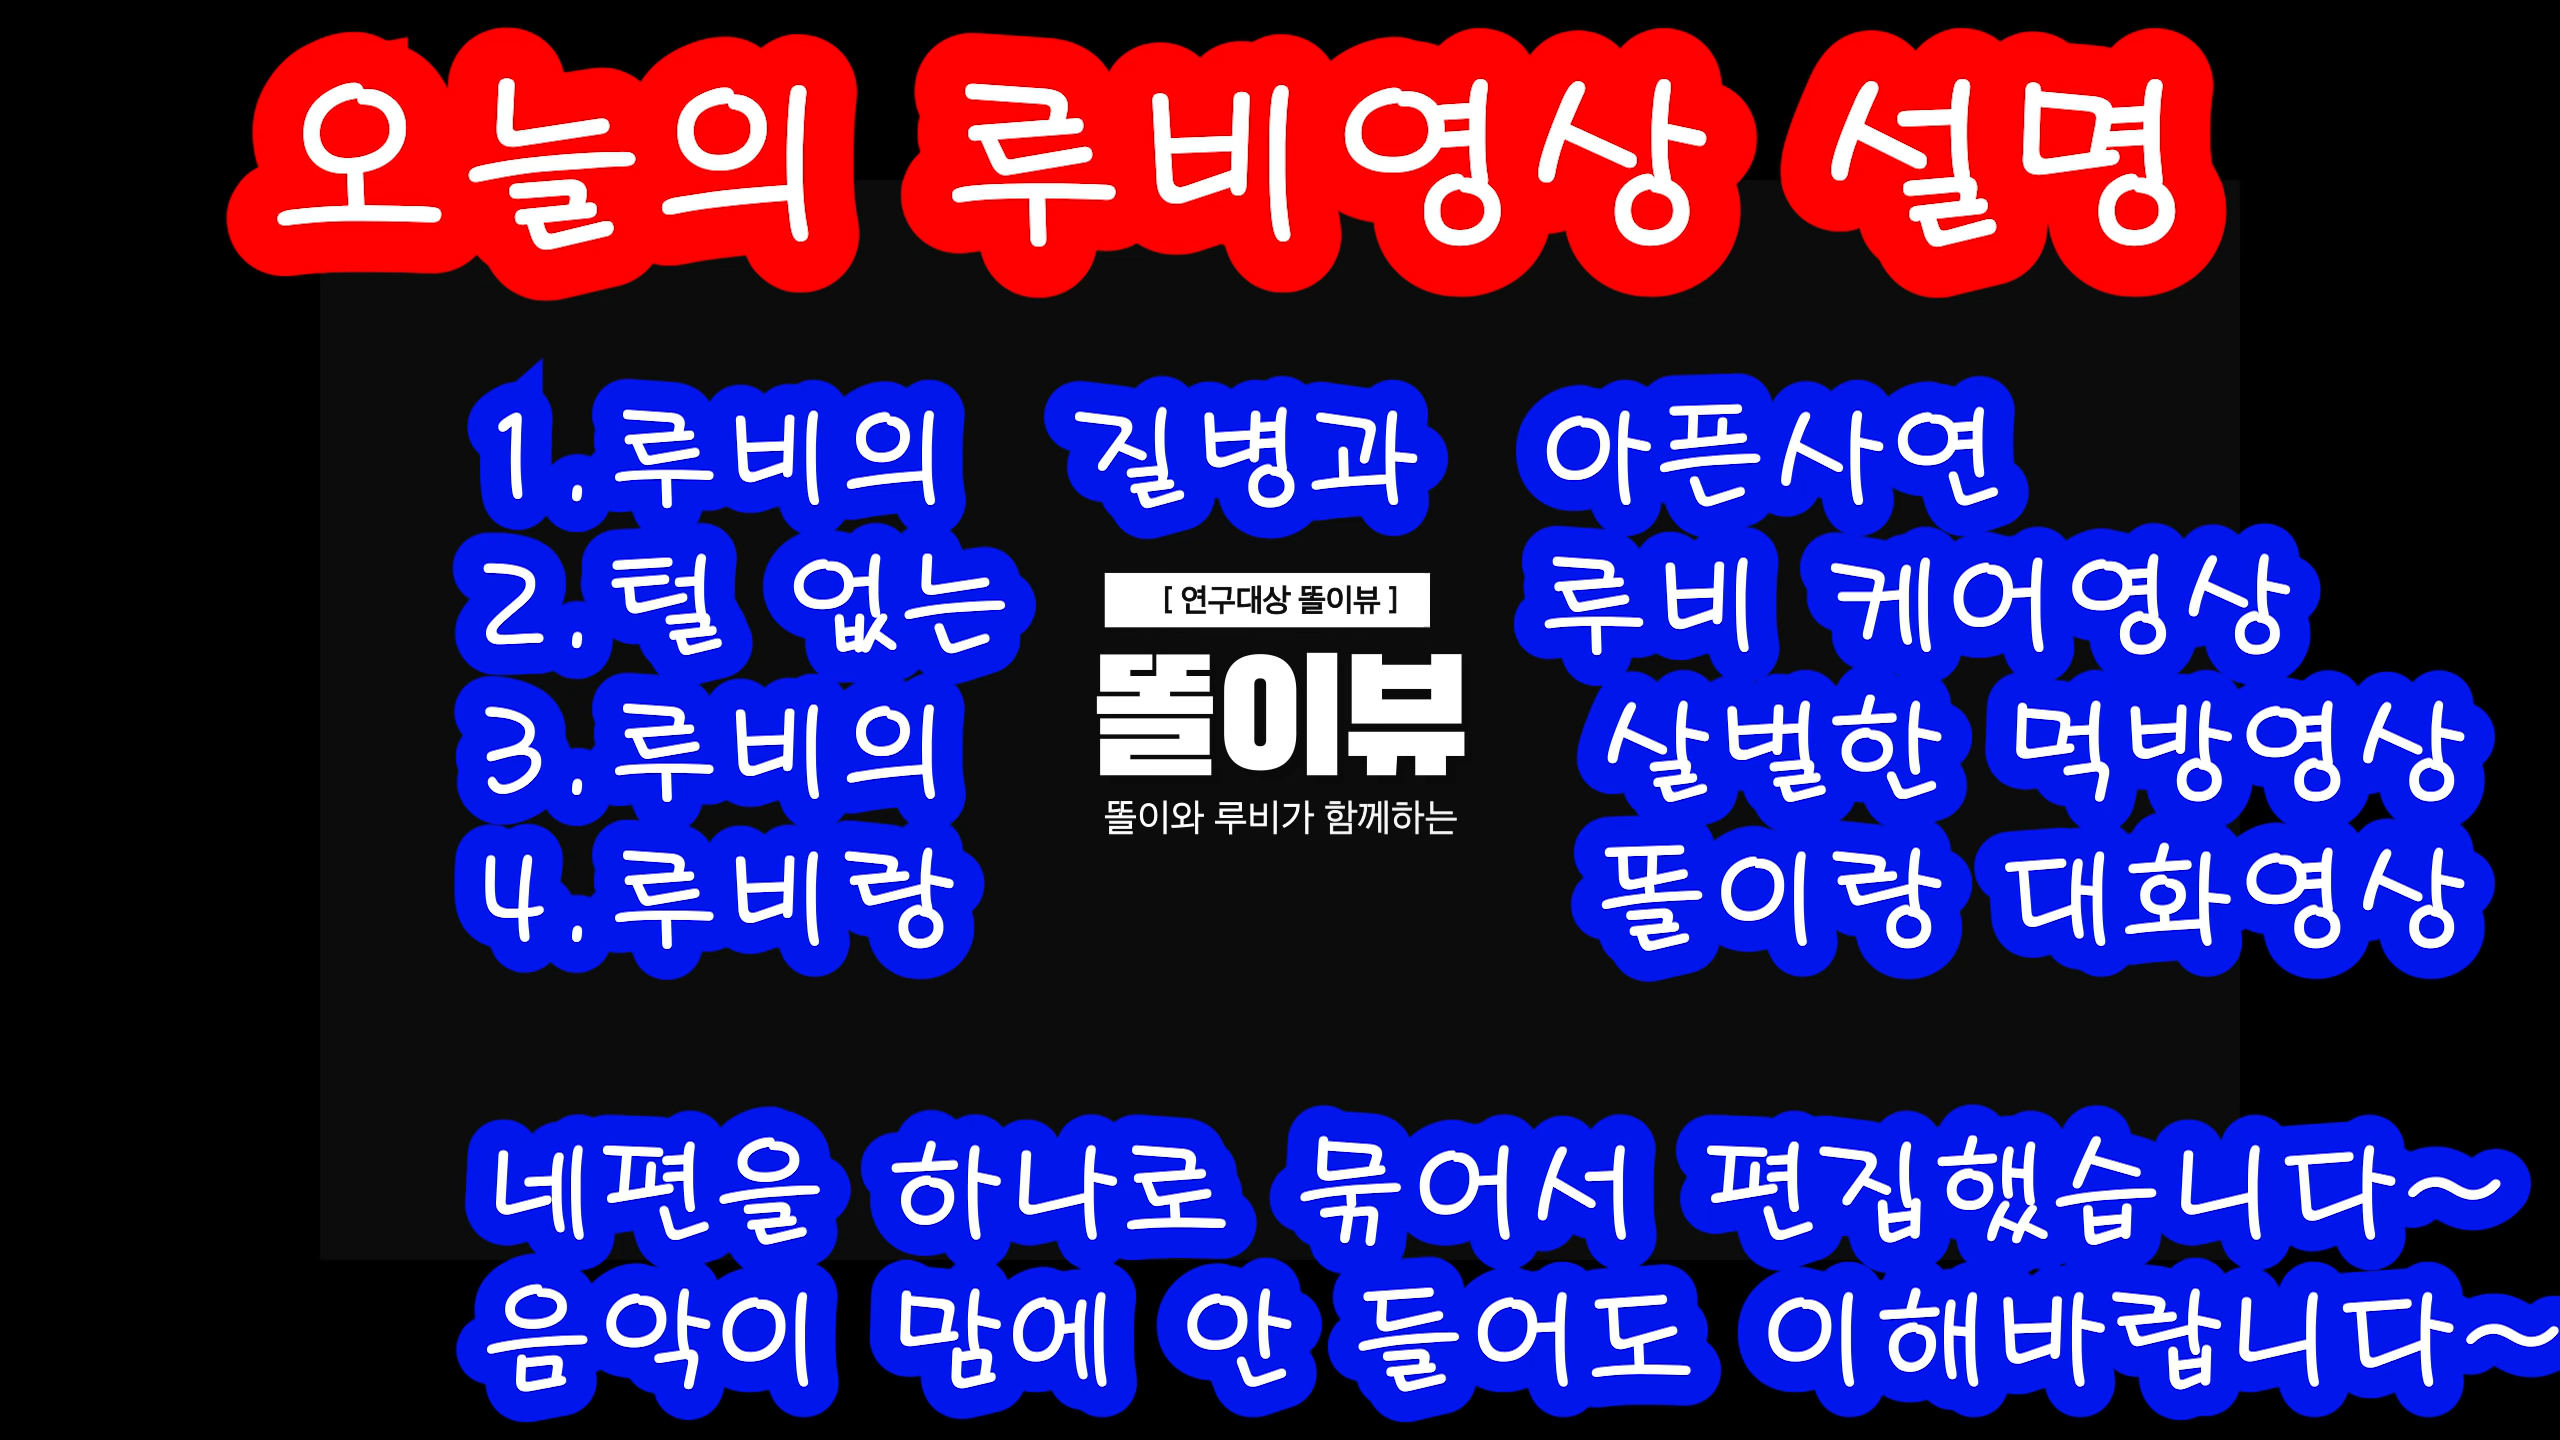 오늘의 루비영상 설명
1.루비의 질병과 아픈사연
2.털 없는 루비 케어영상
3.루비의 살벌한 먹방영상
4.루비랑 똘이랑 대화영상
[ 연구대상 똘이뷰 ]
똘이뷰
똘이와 루비가 함께하는
네편을 하나로 묶어서 편집했습니다~
음악이 맘에 안 들어도 이해바랍니다~